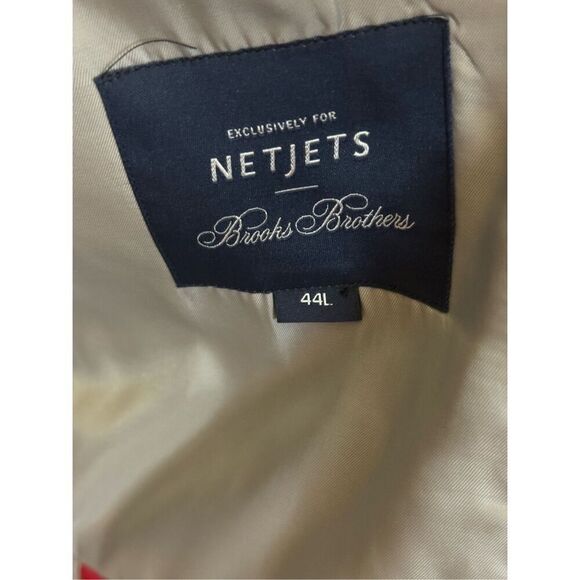 EXCLUSIVELY FOR
NETJETS
Brooks Brothers
44L